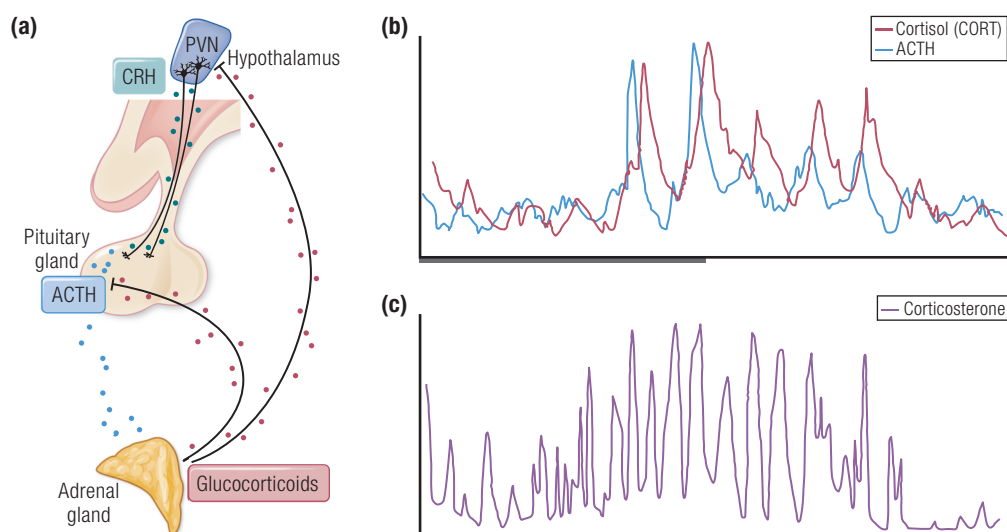 (a)
PVN
Hypothalamus
CRH
Pituitary
gland
ACTH
Adrenal
gland
Glucocorticoids
(b)
Cortisol (CORT)
ACTH
(c)
Corticosterone